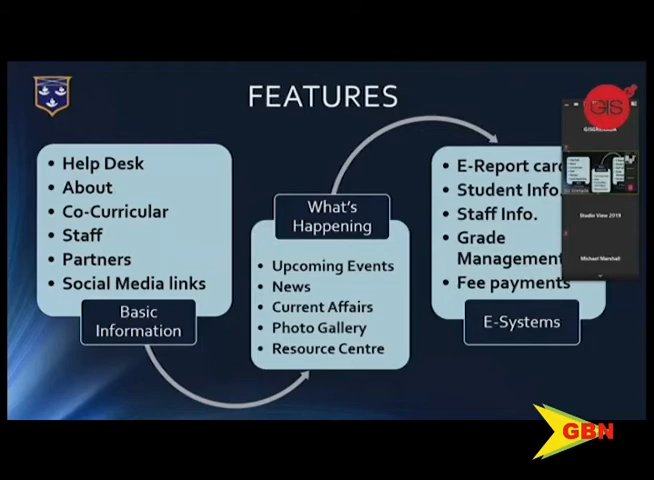 FEATURES
• Help Desk
• About
• Co-Curricular
• Staff
• Partners
• Social Media links
Basic
Information
What's
Happening
• Upcoming Events
• News
• Current Affairs
• Photo Gallery
• Resource Centre
• E-Report card
• Student Info.
• Staff Info.
• Grade
Management
• Fee payments
E-Systems
GIS
Studio View 2019
Michael Marshall
GBN